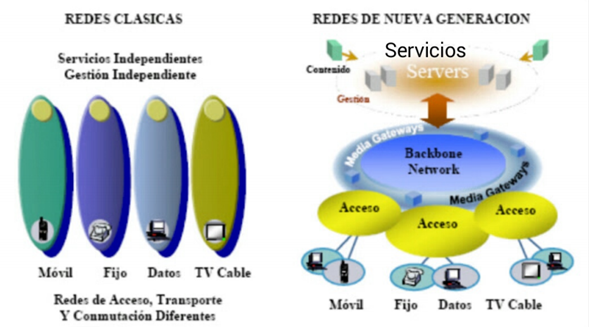 REDES CLASICAS
Servicios Independientes
Gestión Independiente
Móvil
Fijo
Datos
TV Cable
Redes de Acceso, Transporte
Y Conmutación Diferentes
REDES DE NUEVA GENERACION
Servicios
Contenido
Servers
Gestión
Media Gateways
Backbone
Network
Media Gateways
Acceso
Acceso
Acceso
Móvil
Fijo
Datos
TV Cable